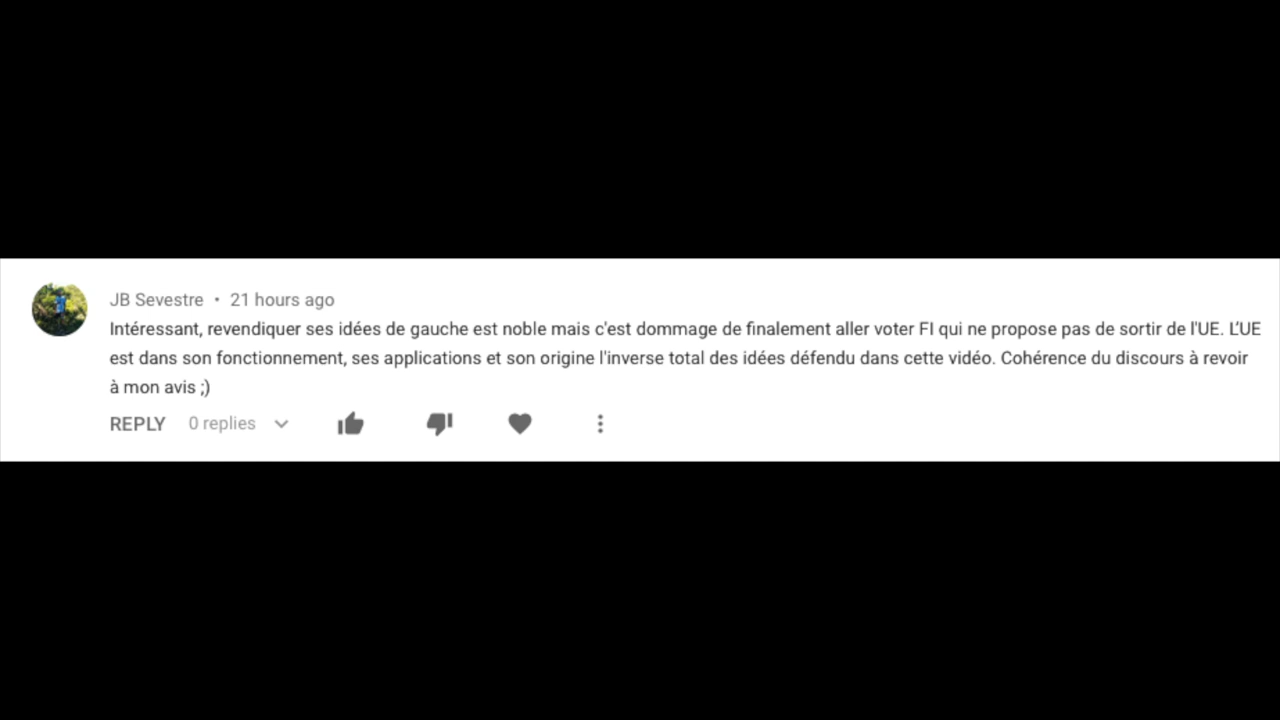 JB Sevestre • 21 hours ago
Intéressant, revendiquer ses idées de gauche est noble mais c'est dommage de finalement aller voter FI qui ne propose pas de sortir de l'UE. L’UE
est dans son fonctionnement, ses applications et son origine l'inverse total des idées défendu dans cette vidéo. Cohérence du discours à revoir
à mon avis ;)
REPLY 0 replies